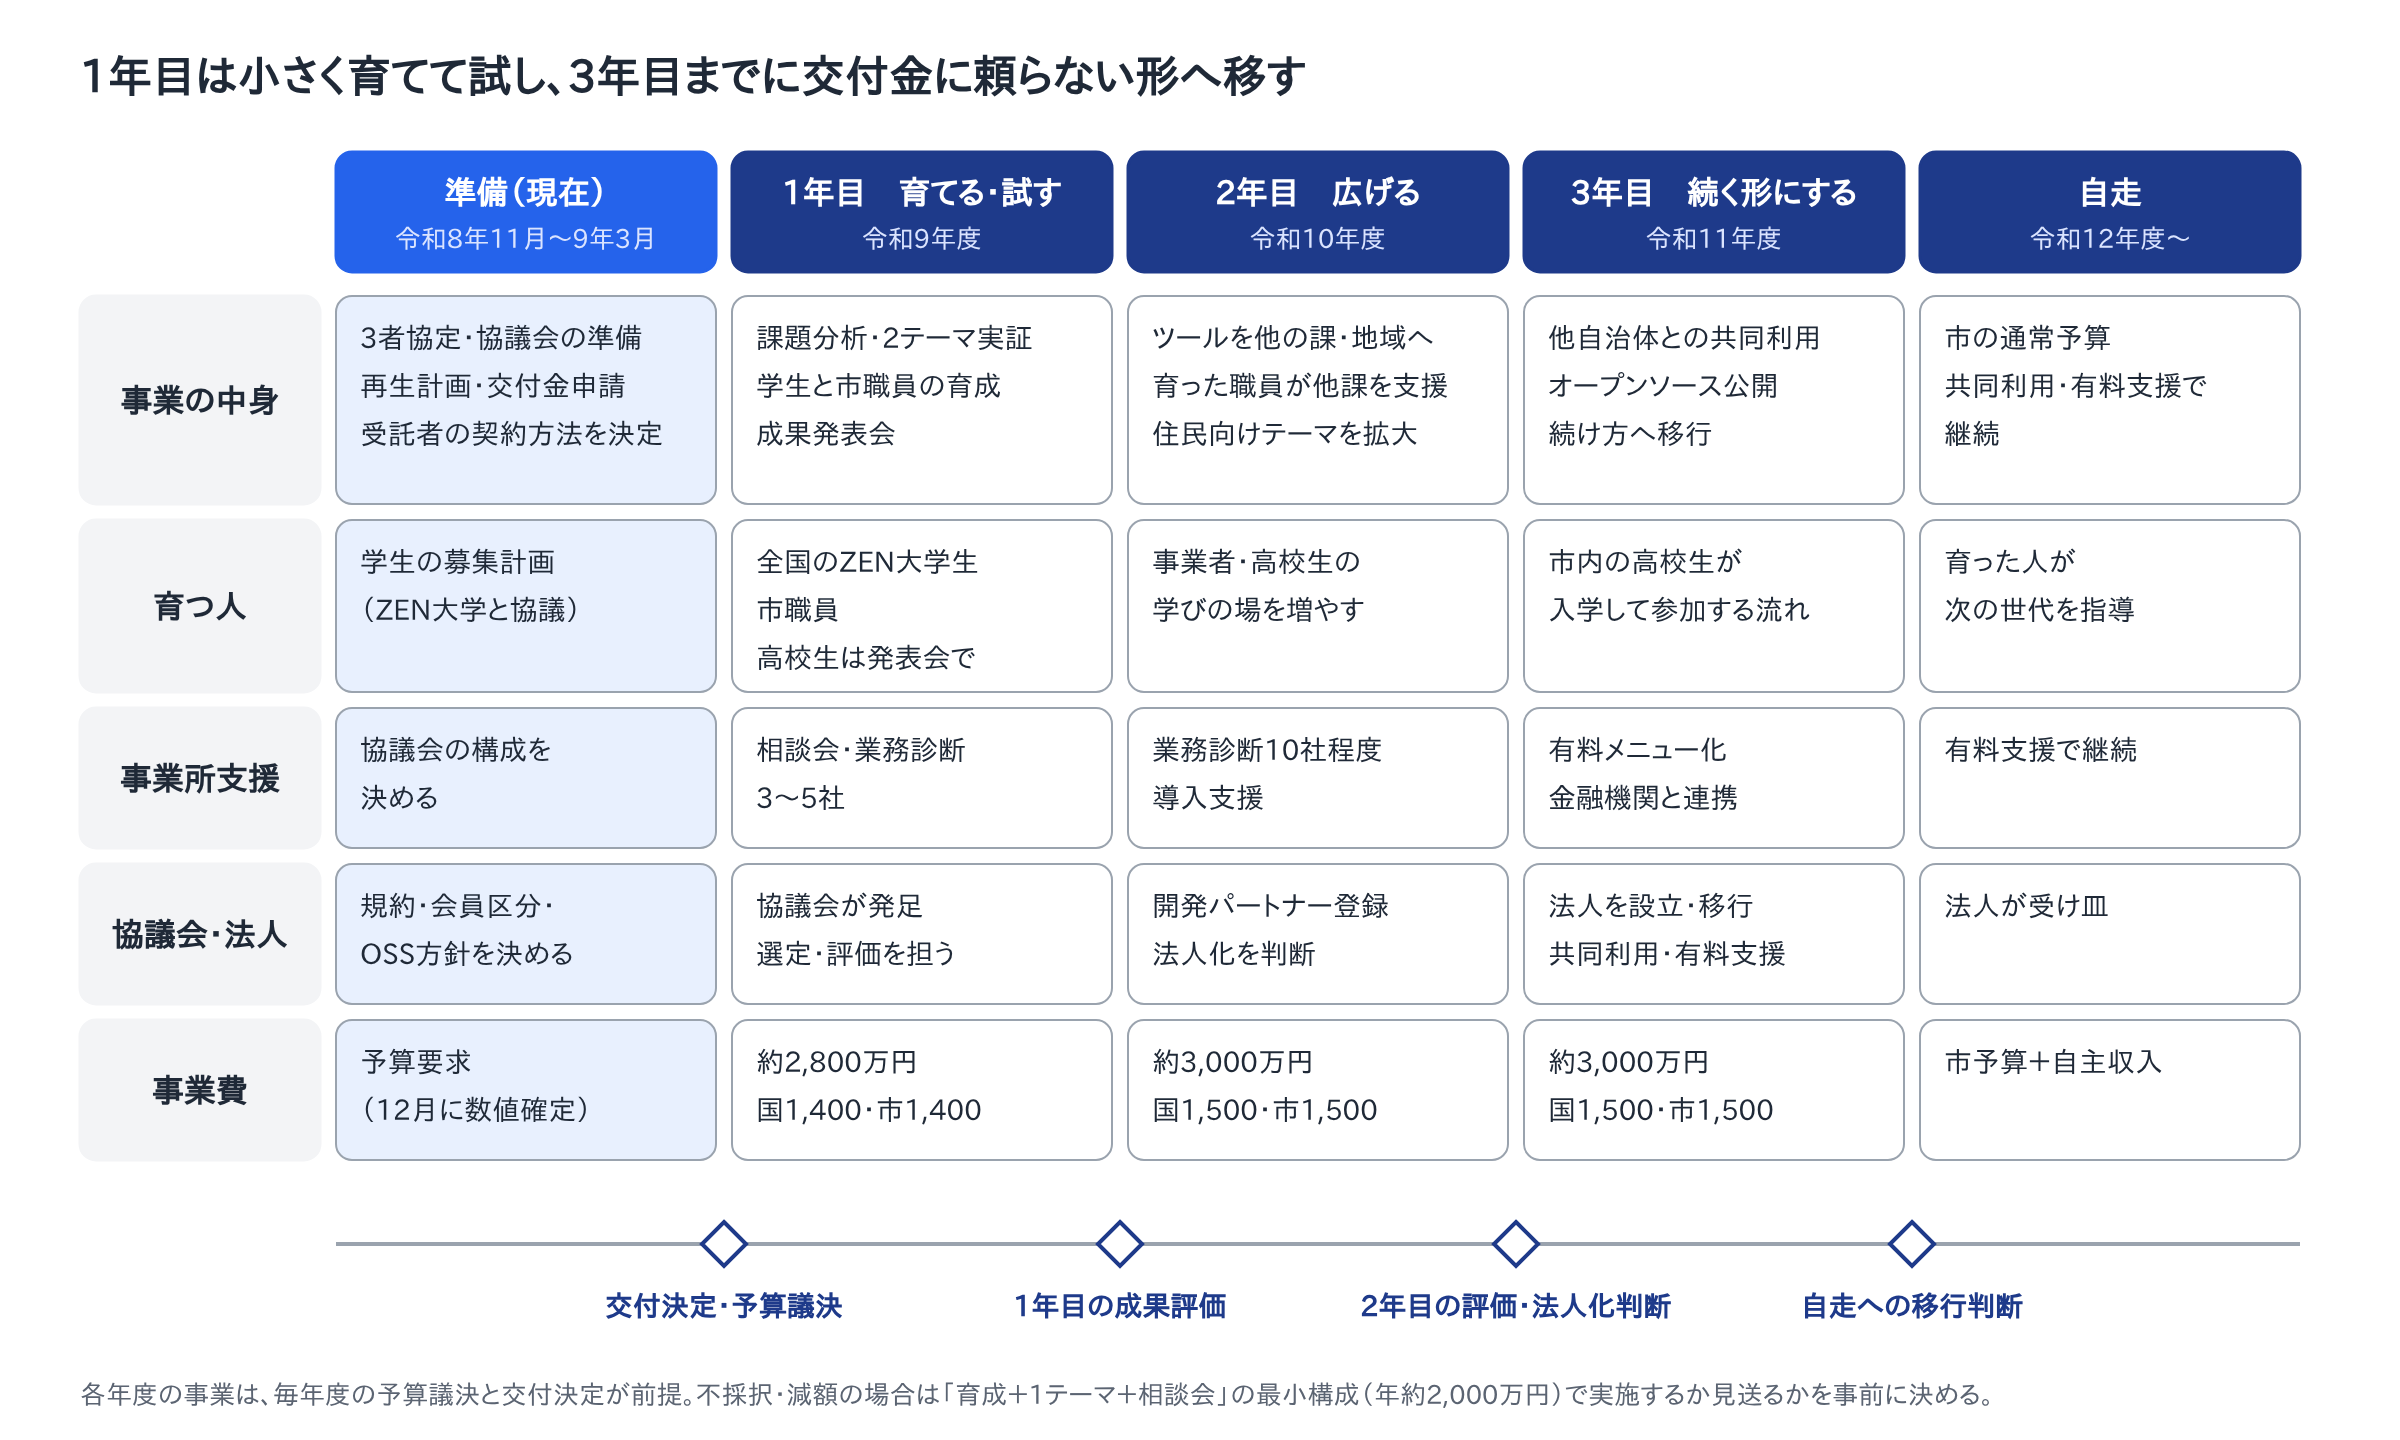 1年目は小さく育てて試し、3年目までに交付金に頼らない形へ移す
準備（現在）
令和8年11月〜9年3月
1年目　育てる・試す
令和9年度
2年目　広げる
令和10年度
3年目　続く形にする
令和11年度
自走
令和12年度〜
事業の中身
3者協定・協議会の準備
再生計画・交付金申請
受託者の契約方法を決定
課題分析・2テーマ実証
学生と市職員の育成
成果発表会
ツールを他の課・地域へ
育った職員が他課を支援
住民向けテーマを拡大
他自治体との共同利用
オープンソース公開
続け方へ移行
市の通常予算
共同利用・有料支援で
継続
育つ人
学生の募集計画
（ZEN大学と協議）
全国のZEN大学生
市職員
高校生は発表会で
事業者・高校生の
学びの場を増やす
市内の高校生が
入学して参加する流れ
育った人が
次の世代を指導
事業所支援
協議会の構成を
決める
相談会・業務診断
3〜5社
業務診断10社程度
導入支援
有料メニュー化
金融機関と連携
有料支援で継続
協議会・法人
規約・会員区分・
OSS方針を決める
協議会が発足
選定・評価を担う
開発パートナー登録
法人化を判断
法人を設立・移行
共同利用・有料支援
法人が受け皿
事業費
予算要求
（12月に数値確定）
約2,800万円
国1,400・市1,400
約3,000万円
国1,500・市1,500
約3,000万円
国1,500・市1,500
市予算＋自主収入
交付決定・予算議決
1年目の成果評価
2年目の評価・法人化判断
自走への移行判断
各年度の事業は、毎年度の予算議決と交付決定が前提。不採択・減額の場合は「育成＋1テーマ＋相談会」の最小構成（年約2,000万円）で実施するか見送るかを事前に決める。